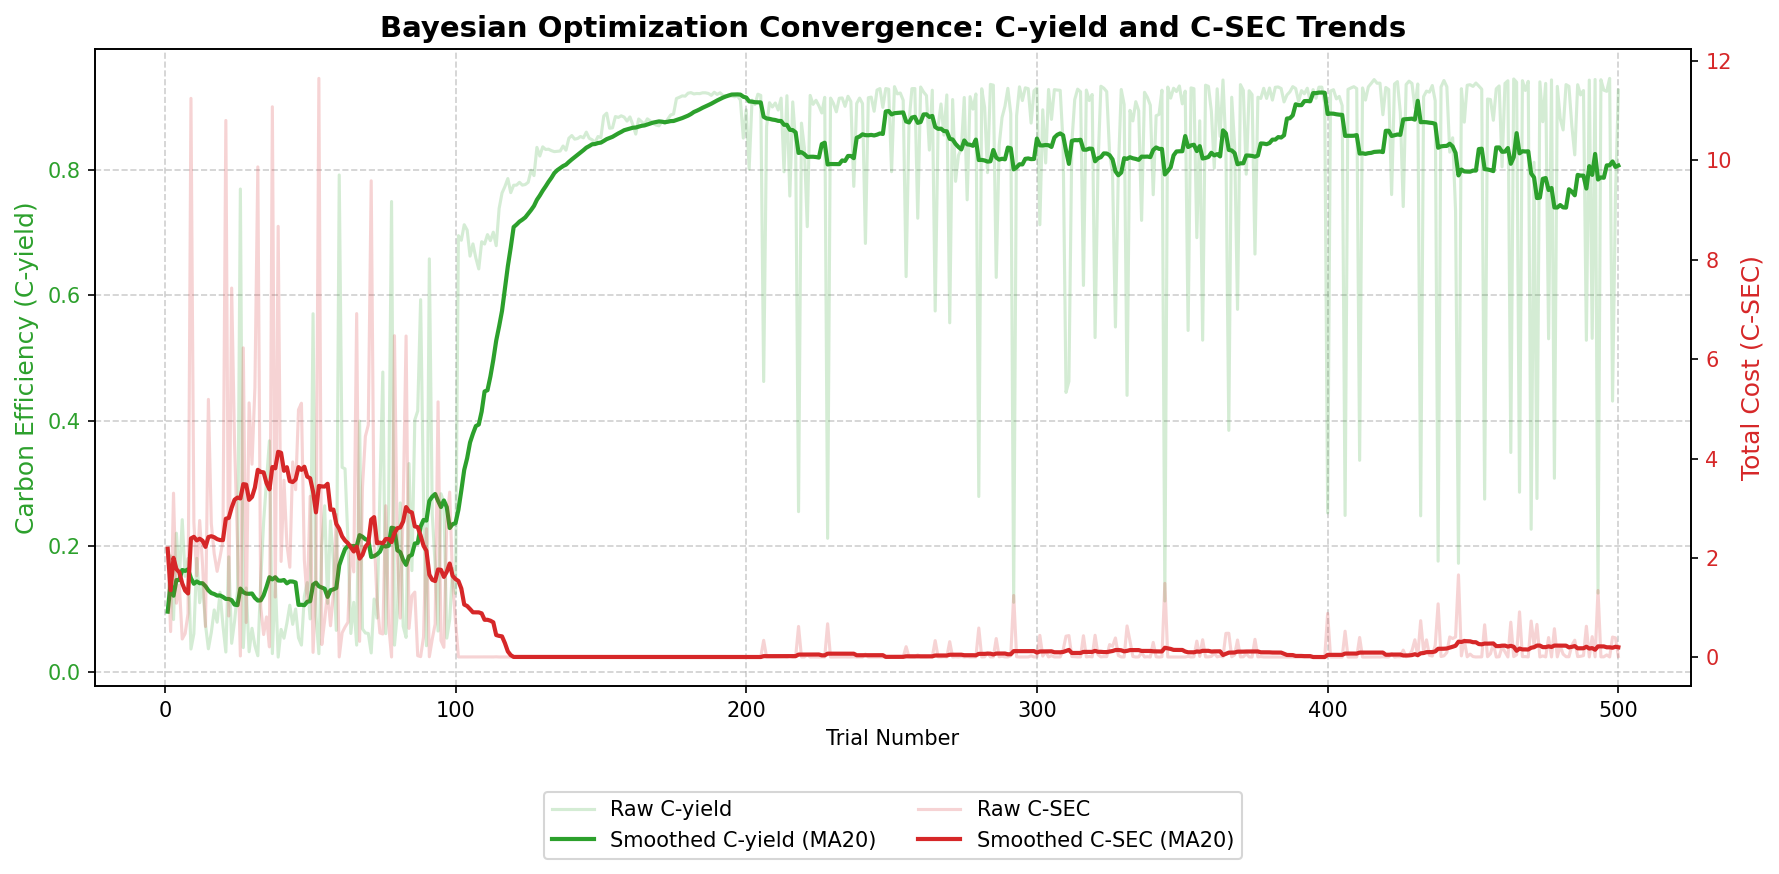 Bayesian Optimization Convergence: C-yield and C-SEC Trends
Carbon Efficiency (C-yield)
0.8
0.6
0.4
0.2
0.0
12
10
8
6
4
2
0
Total Cost (C-SEC)
0 100 200 300 400 500
Trial Number
Raw C-yield
Smoothed C-yield (MA20)
Raw C-SEC
Smoothed C-SEC (MA20)